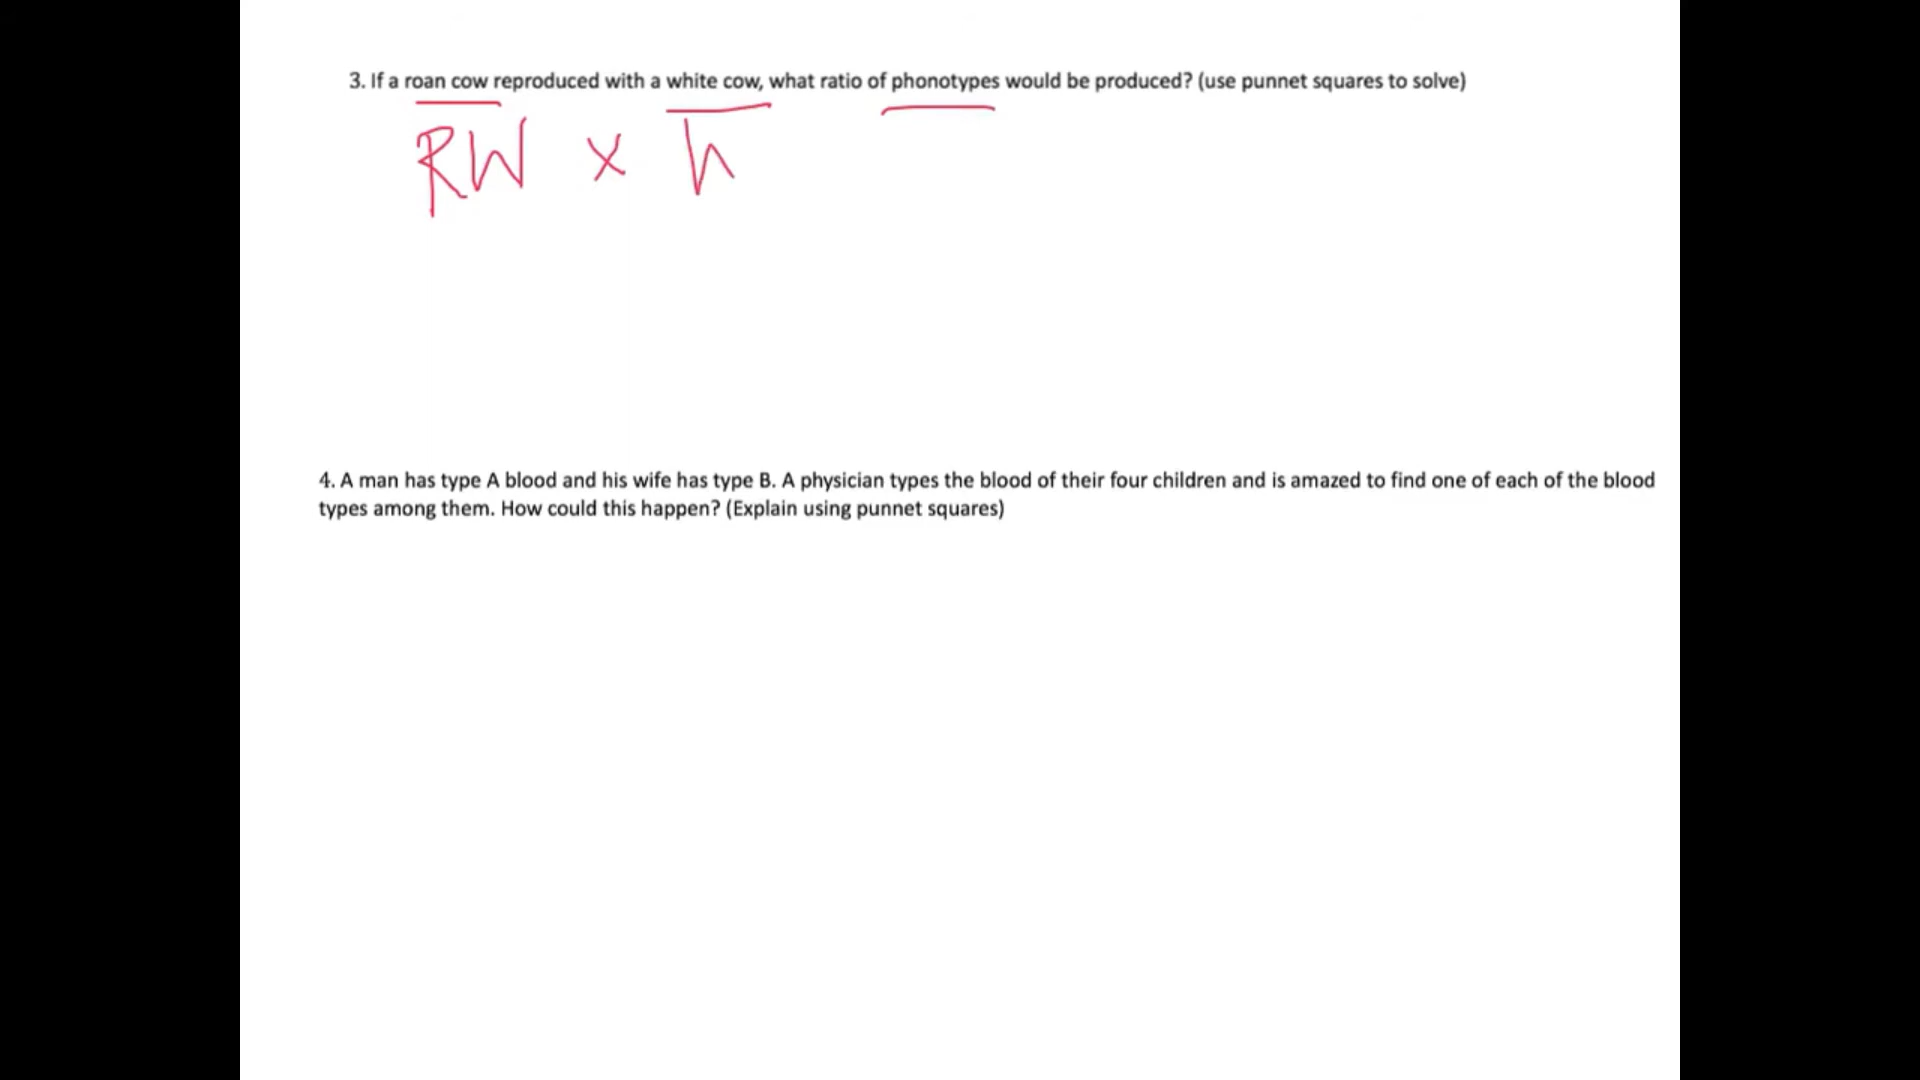 3. If a roan cow reproduced with a white cow, what ratio of phonotypes would be produced? (use punnet squares to solve)
RW x
4. A man has type A blood and his wife has type B. A physician types the blood of their four children and is amazed to find one of each of the blood
types among them. How could this happen? (Explain using punnet squares)